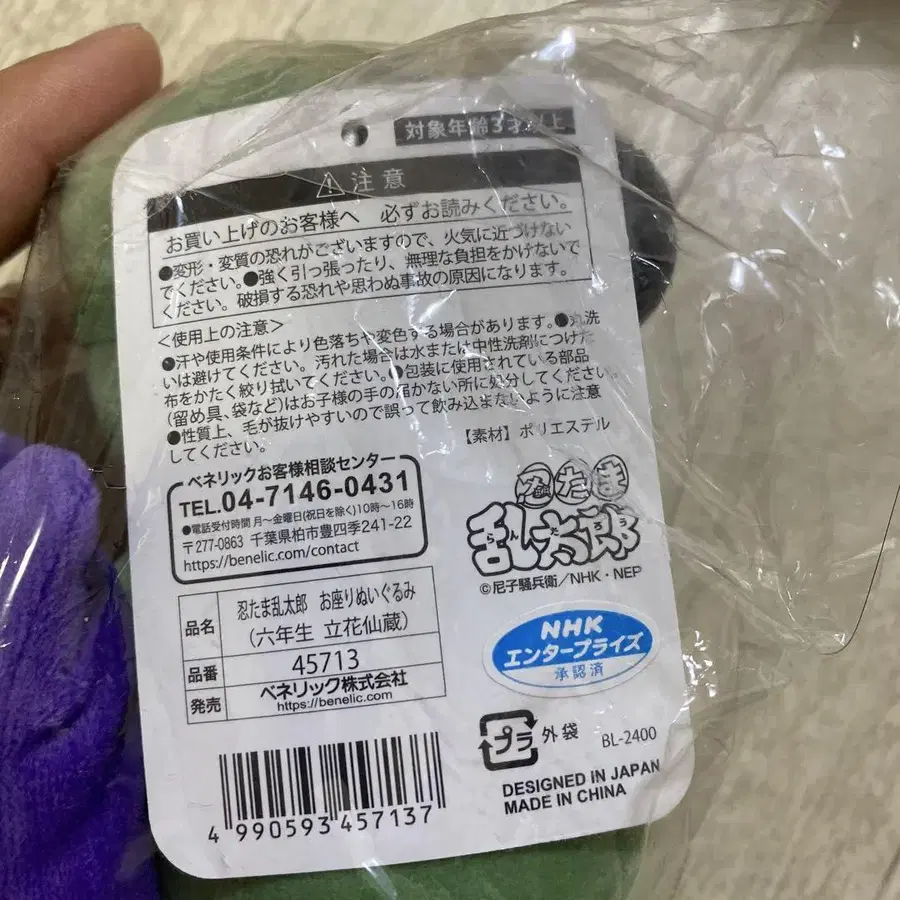 対象年齢3才以上
注意
お買い上げのお客様へ 必ずお読みください。
●変形・変質の恐れがございますので、火気に近づけない
でください。●強く引っ張ったり、無理な負担をかけないで
ください。破損する恐れや思わぬ事故の原因になります。
＜使用上の注意＞
●汗や使用条件により色落ちや変色する場合があります。●丸洗
いは避けてください。汚れた場合は水または中性洗剤につけた
布をかたく絞り拭いてください。●包装に使用されている部品
(留め具、袋など)はお子様の手の届かない所に処分してください。
●性質上、毛が抜けやすいので誤って飲み込まないように注意
してください。
【素材】ポリエステル
ベネリックお客様相談センター
TEL.04-7146-0431
●電話受付時間 月〜金曜日(祝日を除く)10時〜16時
〒277-0863 千葉県柏市豊四季241-22
https://benelic.com/contact
忍たま
乱太郎
らんたろう
©尼子騒兵衛／NHK・NEP
品名 忍たま乱太郎 お座りぬいぐるみ
(六年生 立花仙蔵)
品番 45713
発売 ベネリック株式会社
https://benelic.com
NHK
エンタープライズ
承認済
プラ 外袋 BL-2400
DESIGNED IN JAPAN
MADE IN CHINA
4 990593 457137